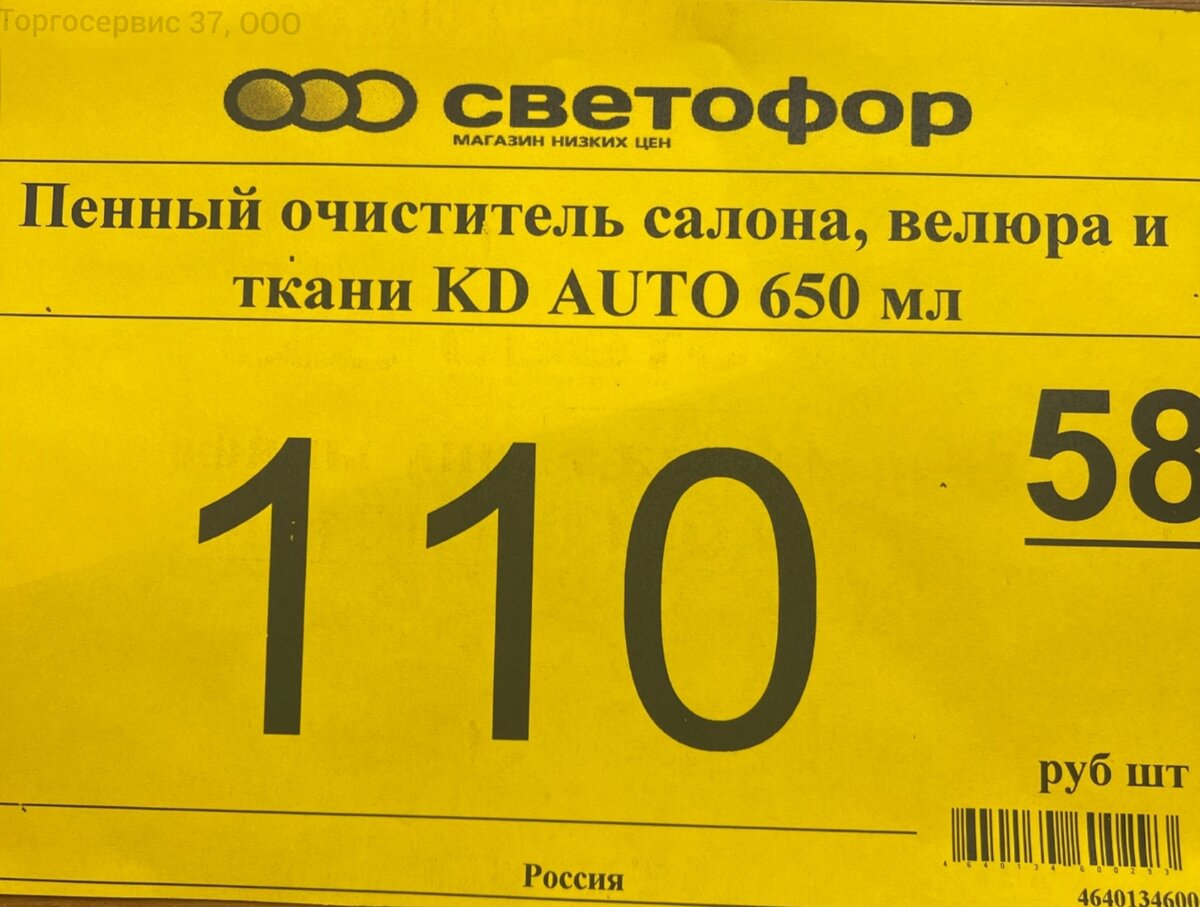 Торгосервис 37, ООО
светофор
МАГАЗИН НИЗКИХ ЦЕН
Пенный очиститель салона, велюра и
ткани KD AUTO 650 мл
110
58
руб шт
4640134600293
Россия
4640134600